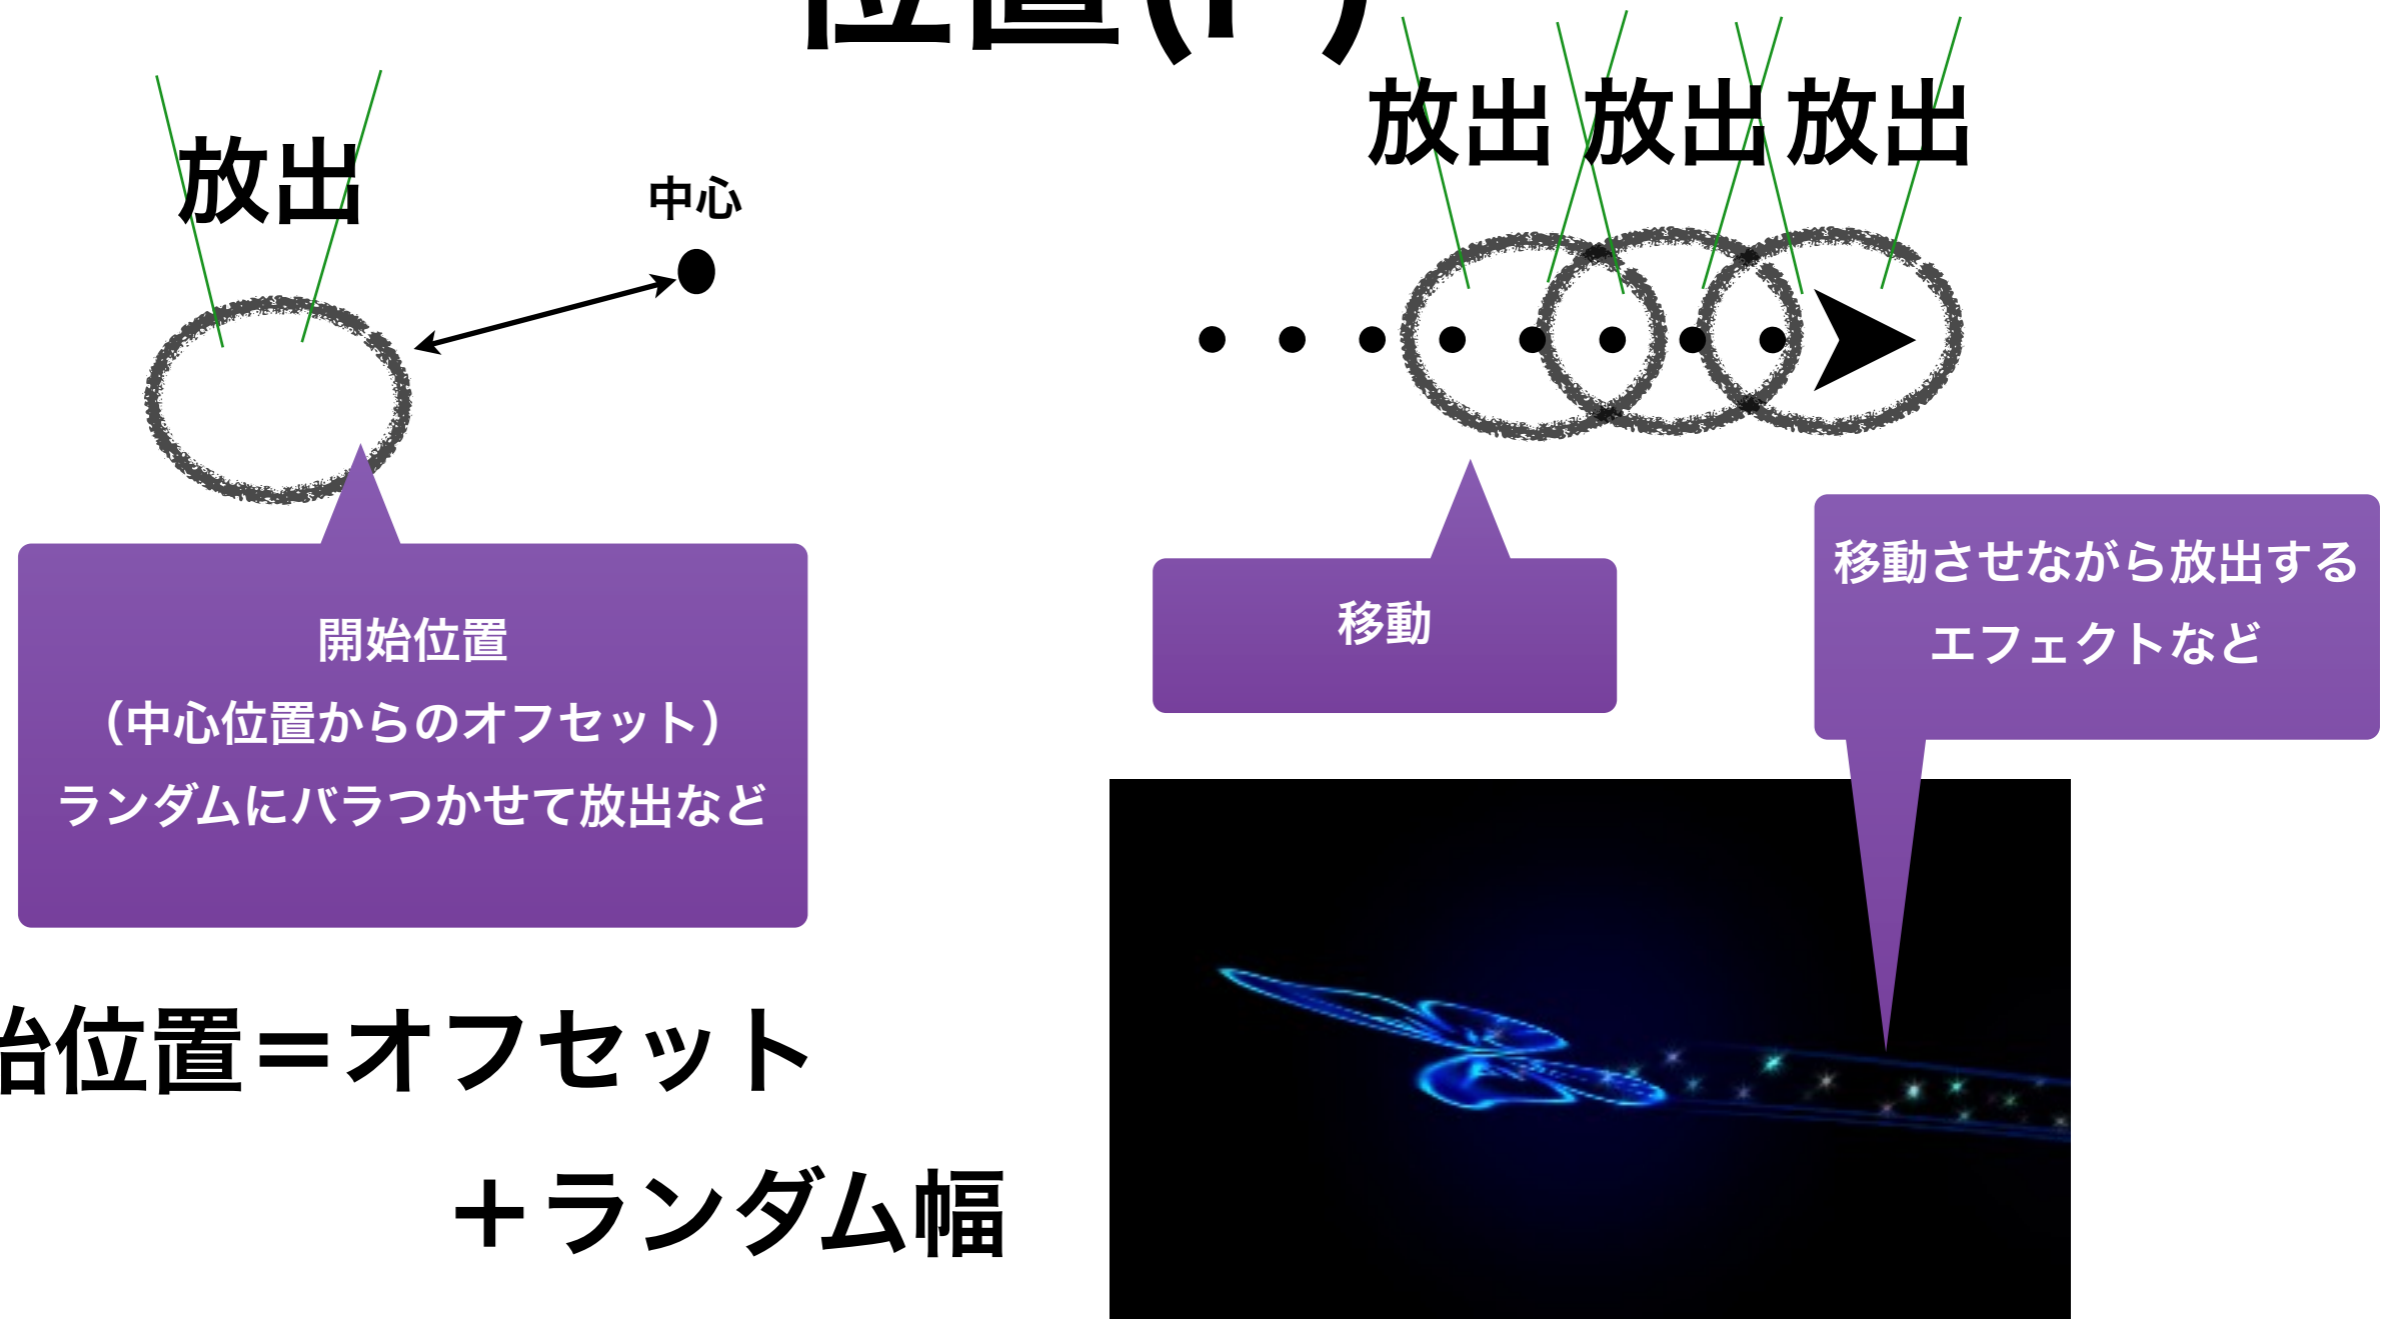 位置(P)
放出
中心
放出 放出 放出
開始位置
（中心位置からのオフセット）
ランダムにバラつかせて放出など
移動
移動させながら放出する
エフェクトなど
始位置＝オフセット
＋ランダム幅